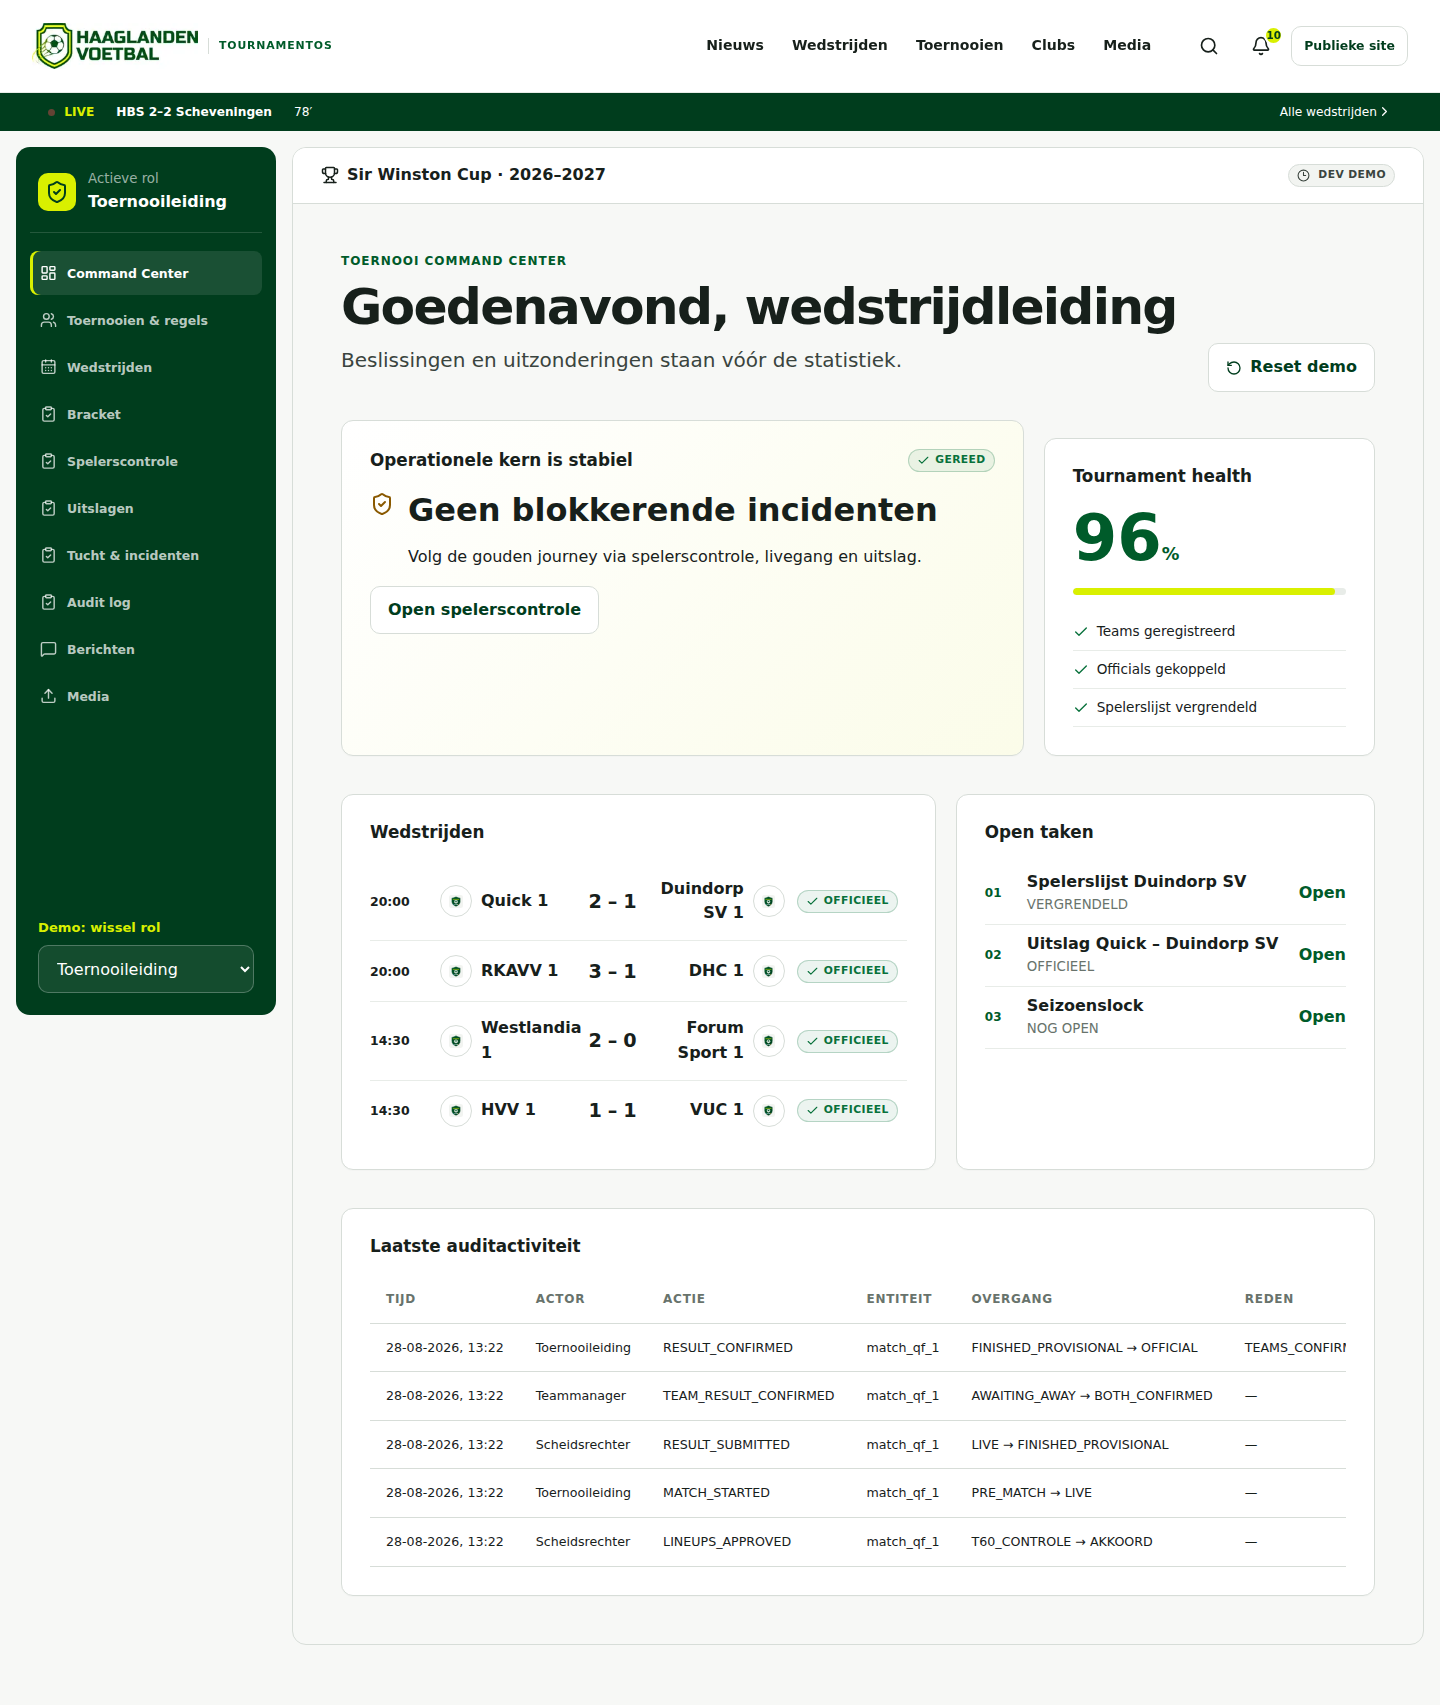 HAAGLANDEN
VOETBAL
TOURNAMENTOS
Nieuws
Wedstrijden
Toernooien
Clubs
Media
10
Publieke site
LIVE
HBS 2–2 Scheveningen
78′
Alle wedstrijden
Actieve rol
Toernooileiding
Command Center
Toernooien & regels
Wedstrijden
Bracket
Spelerscontrole
Uitslagen
Tucht & incidenten
Audit log
Berichten
Media
Demo: wissel rol
Toernooileiding
Sir Winston Cup · 2026–2027
DEV DEMO
TOERNOOI COMMAND CENTER
Goedenavond, wedstrijdleiding
Beslissingen en uitzonderingen staan vóór de statistiek.
Reset demo
Operationele kern is stabiel
GEREED
Geen blokkerende incidenten
Volg de gouden journey via spelerscontrole, livegang en uitslag.
Open spelerscontrole
Tournament health
96%
Teams geregistreerd
Officials gekoppeld
Spelerslijst vergrendeld
Wedstrijden
20:00 Quick 1 2 – 1 Duindorp SV 1 OFFICIEEL
20:00 RKAVV 1 3 – 1 DHC 1 OFFICIEEL
14:30 Westlandia 1 2 – 0 Forum Sport 1 OFFICIEEL
14:30 HVV 1 1 – 1 VUC 1 OFFICIEEL
Open taken
01 Spelerslijst Duindorp SV Open
VERGRENDELD
02 Uitslag Quick – Duindorp SV Open
OFFICIEEL
03 Seizoenslock Open
NOG OPEN
Laatste auditactiviteit
TIJD ACTOR ACTIE ENTITEIT OVERGANG REDEN
28-08-2026, 13:22 Toernooileiding RESULT_CONFIRMED match_qf_1 FINISHED_PROVISIONAL → OFFICIAL
28-08-2026, 13:22 Teammanager TEAM_RESULT_CONFIRMED match_qf_1 AWAITING_AWAY → BOTH_CONFIRMED —
28-08-2026, 13:22 Scheidsrechter RESULT_SUBMITTED match_qf_1 LIVE → FINISHED_PROVISIONAL —
28-08-2026, 13:22 Toernooileiding MATCH_STARTED match_qf_1 PRE_MATCH → LIVE —
28-08-2026, 13:22 Scheidsrechter LINEUPS_APPROVED match_qf_1 T60_CONTROLE → AKKOORD —